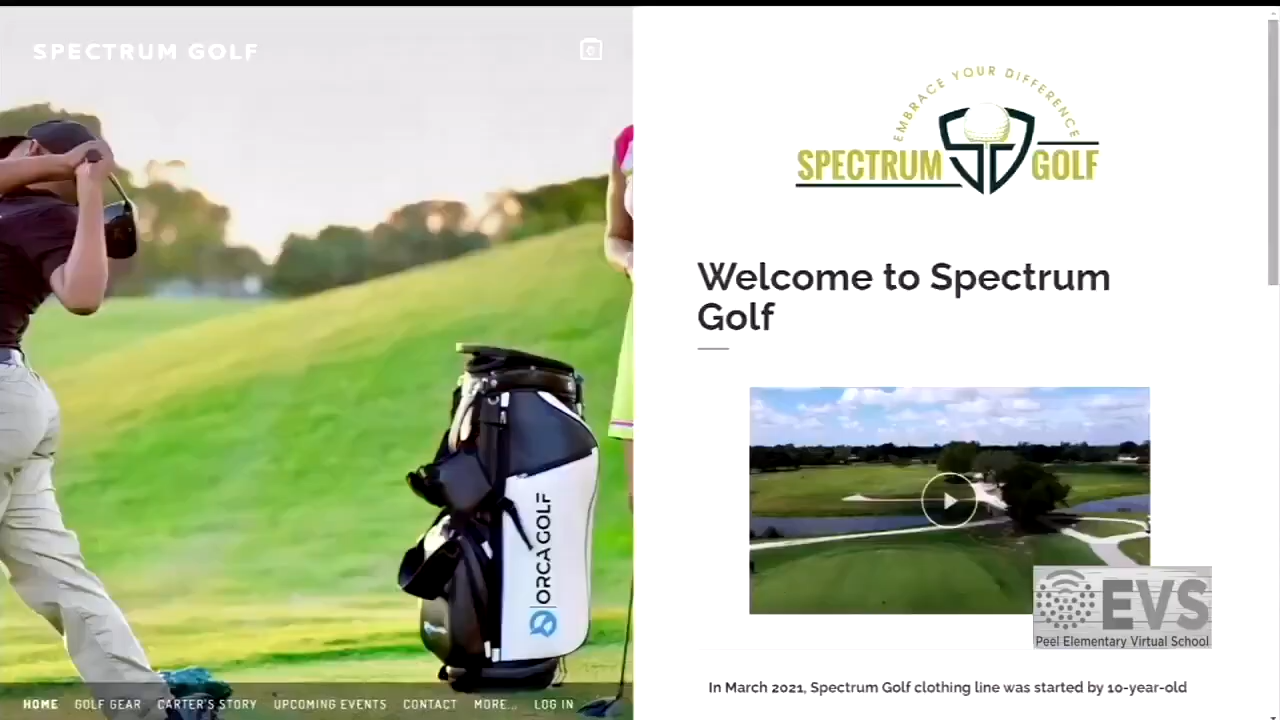 SPECTRUM GOLF
0
EMBRACE YOUR DIFFERENCE
SPECTRUM GOLF
Welcome to Spectrum
Golf
ORCA GOLF
EVS
Peel Elementary Virtual School
In March 2021, Spectrum Golf clothing line was started by 10-year-old
HOME GOLF GEAR CARTER'S STORY UPCOMING EVENTS CONTACT MORE... LOG IN